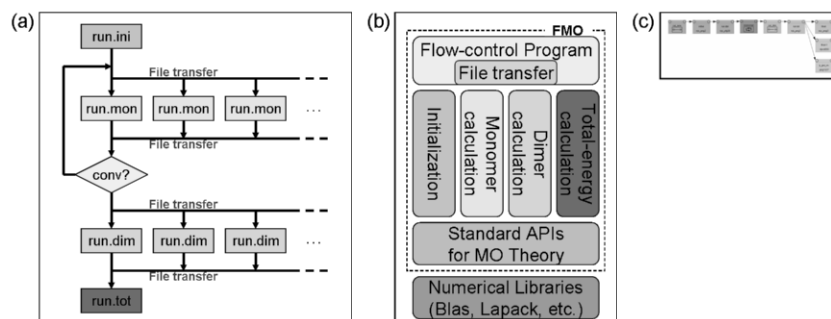 (a)
run.ini
File transfer
run.mon run.mon run.mon ...
File transfer
conv?
File transfer
run.dim run.dim run.dim ...
File transfer
run.tot
(b)
FMO
Flow-control Program
File transfer
Initialization
Monomer
calculation
Dimer
calculation
Total-energy
calculation
Standard APIs
for MO Theory
Numerical Libraries
(Blas, Lapack, etc.)
(c)